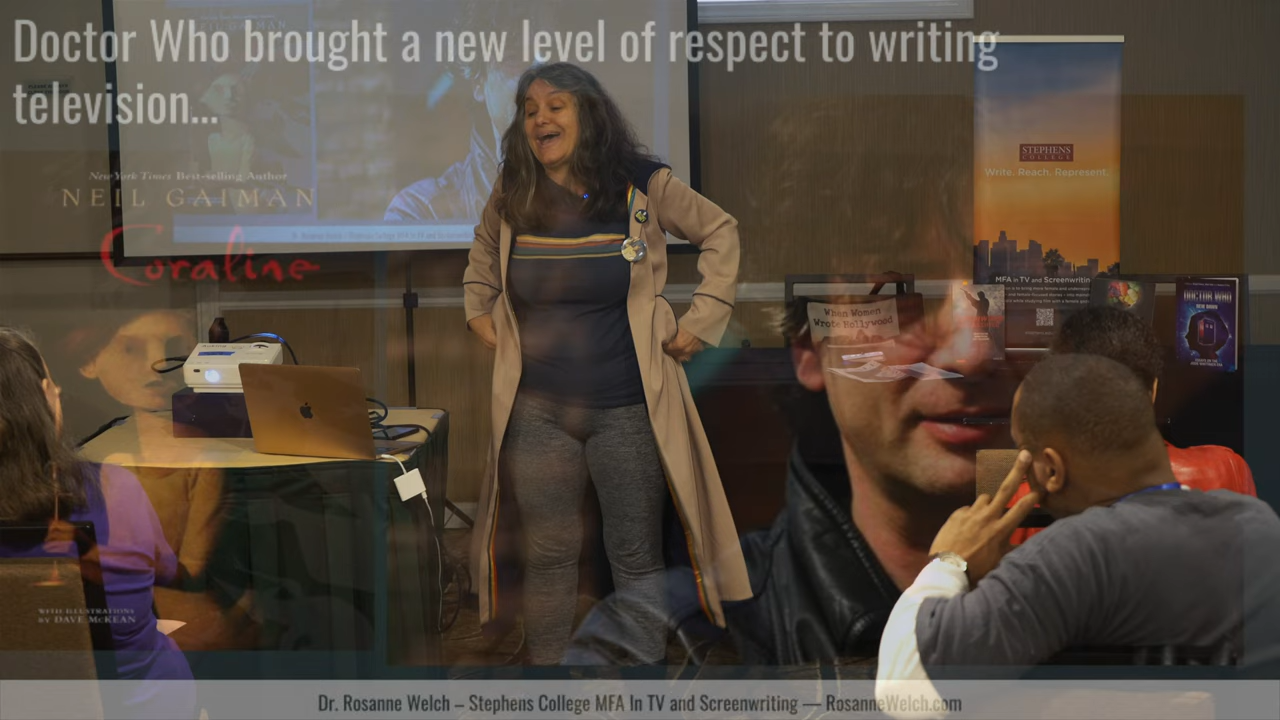 Doctor Who brought a new level of respect to writing
television...
New York Times Best-selling Author
NEIL GAIMAN
Coraline
WITH ILLUSTRATIONS
BY DAVE McKEAN
STEPHENS
COLLEGE
Write. Reach. Represent.
MFA in TV and Screenwriting
When Women
Wrote Hollywood
DOCTOR WHO
Dr. Rosanne Welch – Stephens College MFA In TV and Screenwriting — RosanneWelch.com